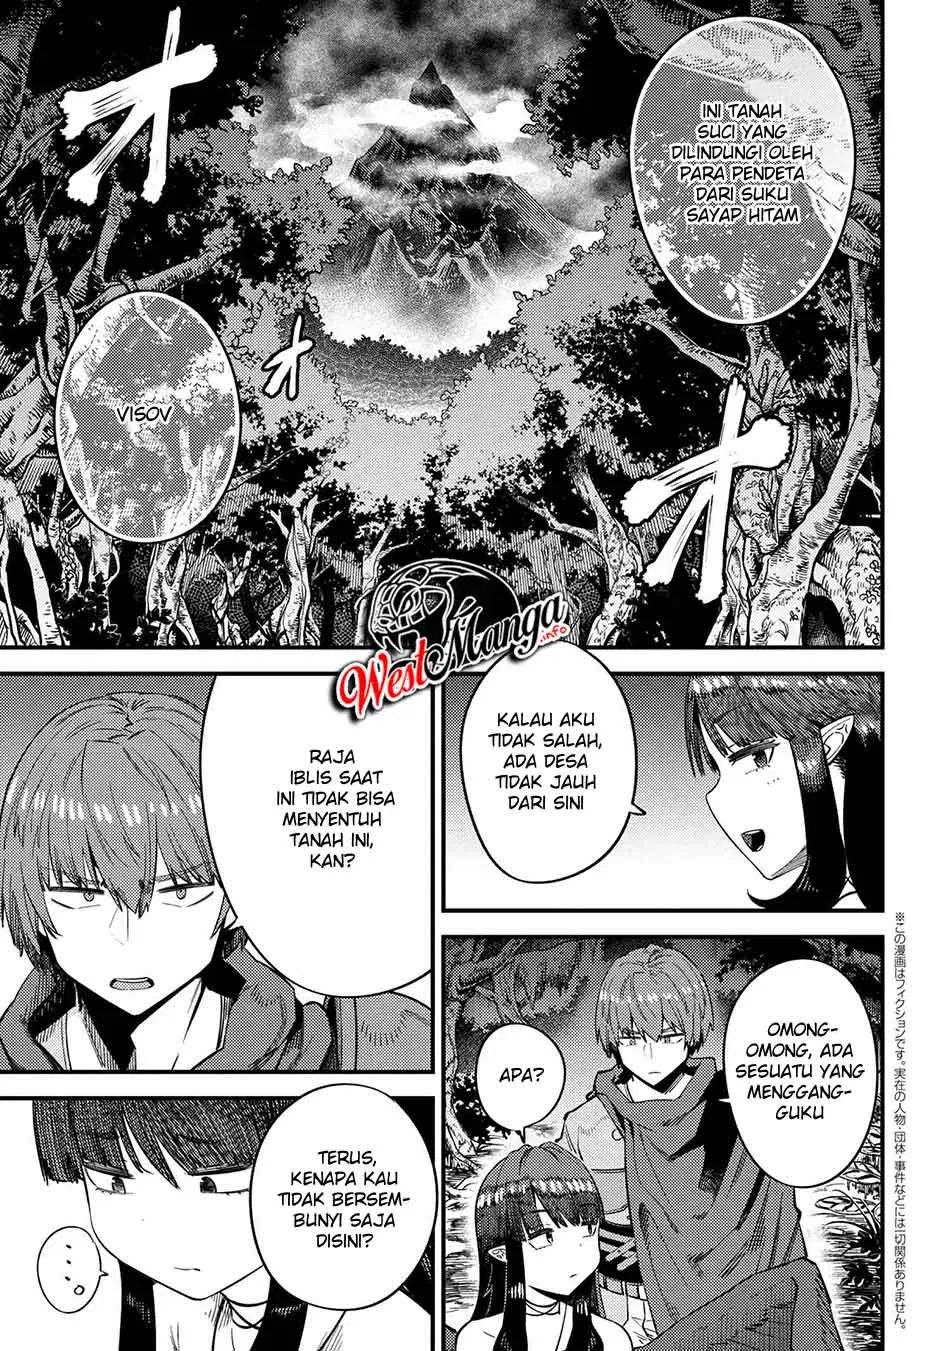 オ
INI TANAH
SUCI YANG
DILINDUNGI OLEH
PARA PENDETA
DARI SUKU
SAYAP HITAM
オ
VISOV
オ
WestManga
.info
KALAU AKU
TIDAK SALAH,
ADA DESA
TIDAK JAUH
DARI SINI
RAJA
IBLIS SAAT
INI TIDAK BISA
MENYENTUH
TANAH INI,
KAN?
OMONG-
OMONG, ADA
SESUATU YANG
MENGGANG-
GUKU
APA?
TERUS,
KENAPA KAU
TIDAK BERSEM-
BUNYI SAJA
DISINI?
......
※この漫画はフィクションです。実在の人物・団体・事件などには一切関係ありません。